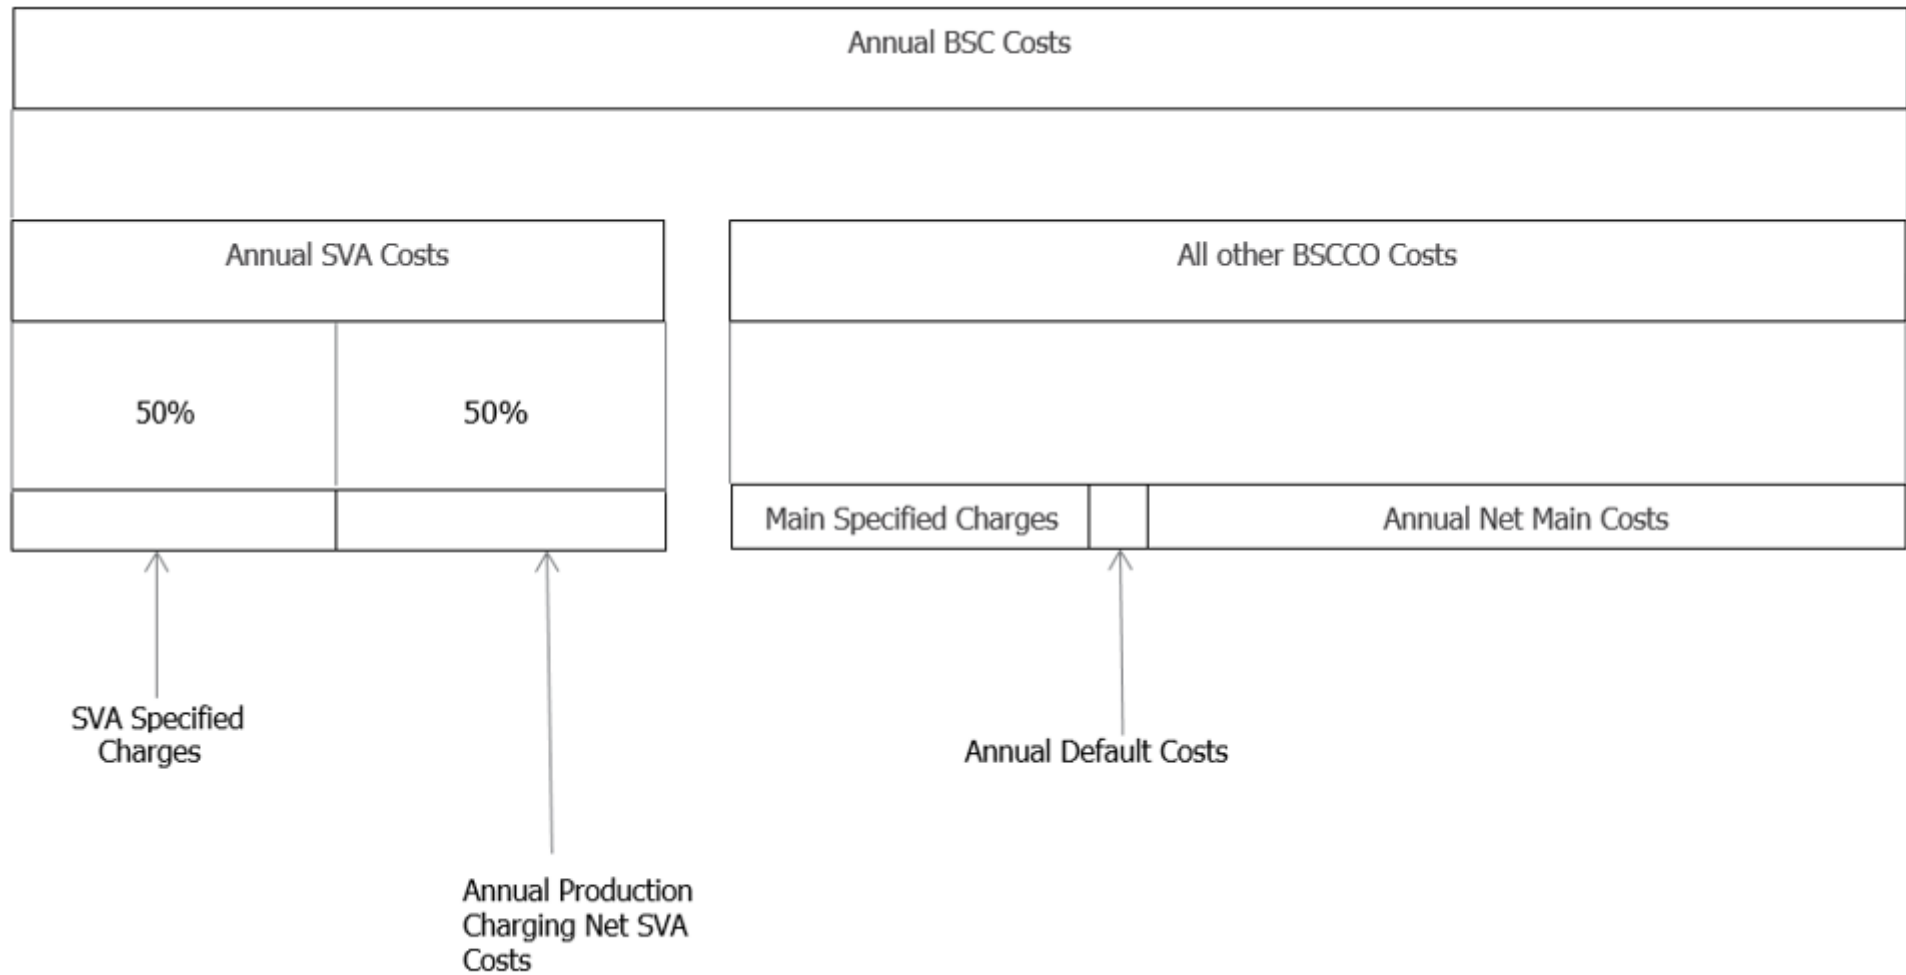 Annual BSC Costs
Annual SVA Costs
All other BSCCO Costs
50%
50%
Main Specified Charges
Annual Net Main Costs
SVA Specified
Charges
Annual Default Costs
Annual Production
Charging Net SVA
Costs